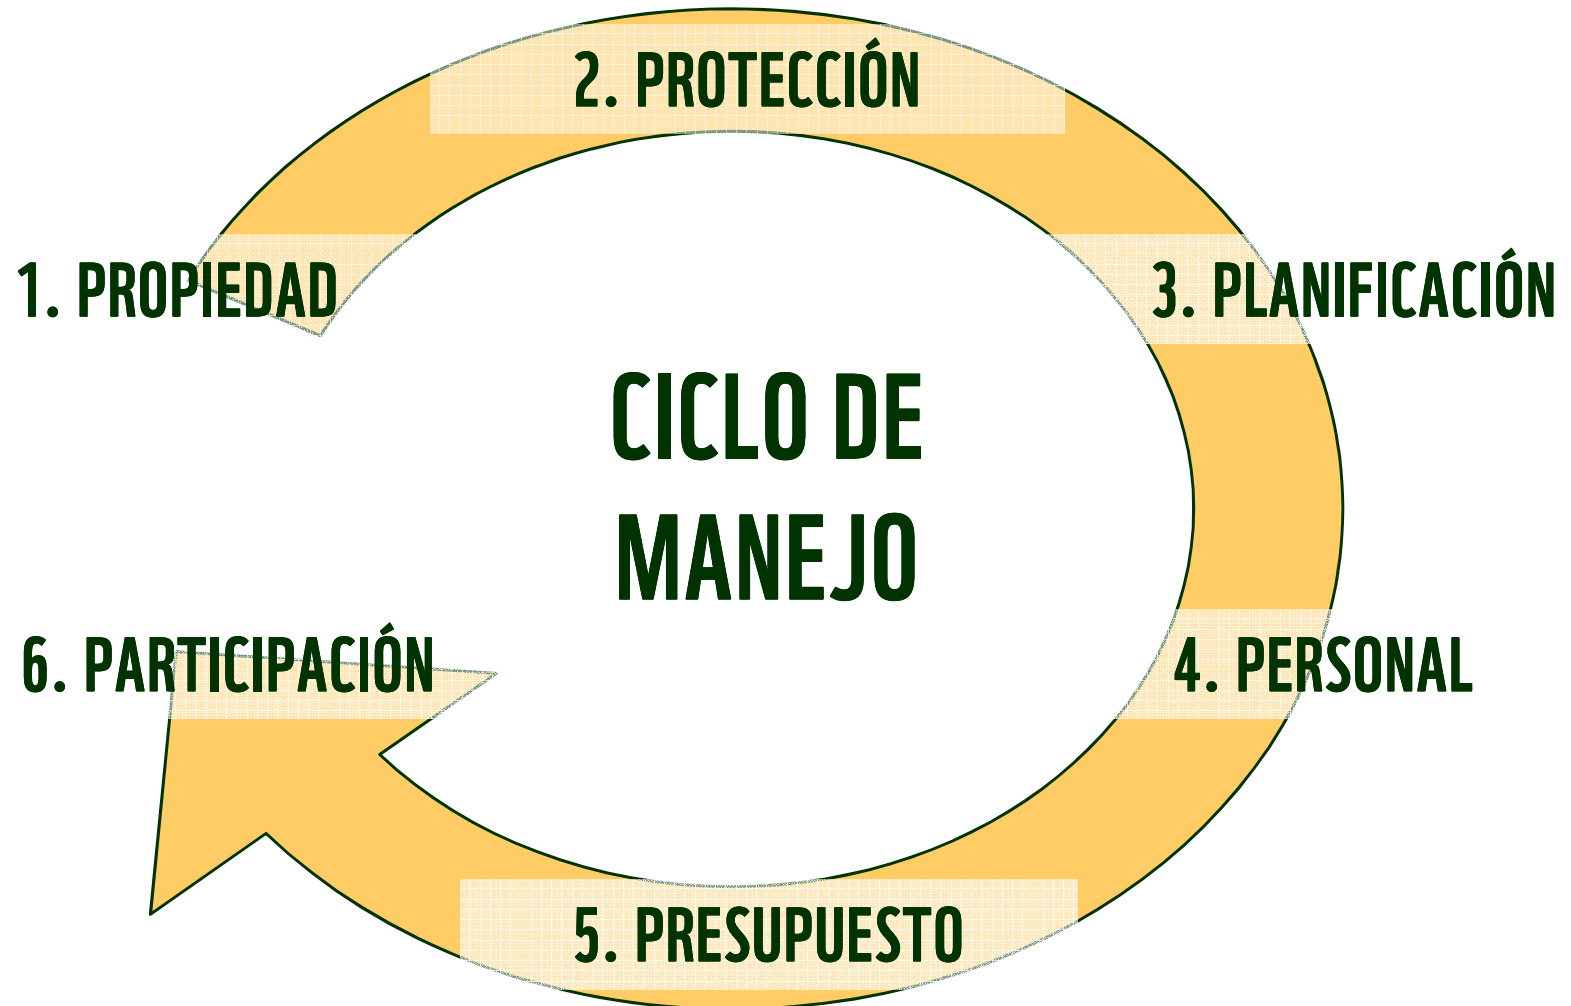 1. PROPIEDAD
2. PROTECCIÓN
3. PLANIFICACIÓN
4. PERSONAL
5. PRESUPUESTO
6. PARTICIPACIÓN
CICLO DE
MANEJO